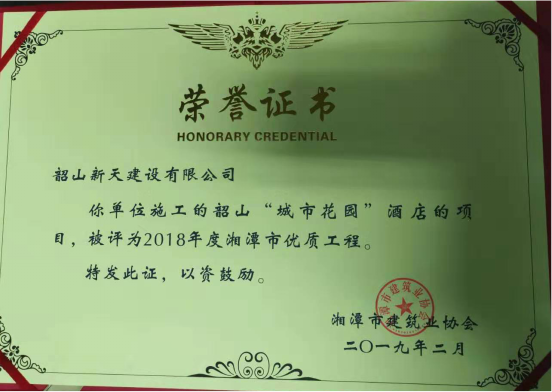 荣誉证书
HONORARY CREDENTIAL
韶山新天建设有限公司
你单位施工的韶山“城市花园”酒店的项
目，被评为2018年度湘潭市优质工程。
特发此证，以资鼓励。
湘潭市建筑业协会
二〇一九年二月